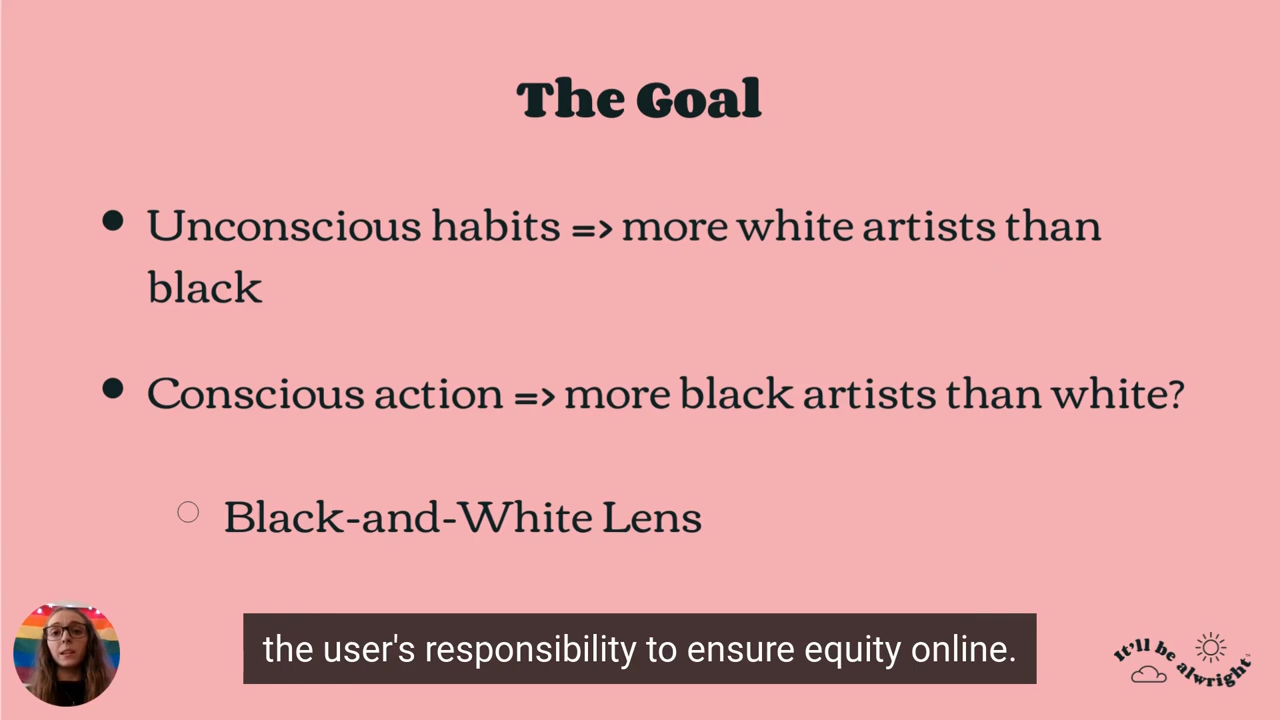 The Goal
Unconscious habits => more white artists than
black
Conscious action => more black artists than white?
Black-and-White Lens
the user's responsibility to ensure equity online.
It'll be
alwright